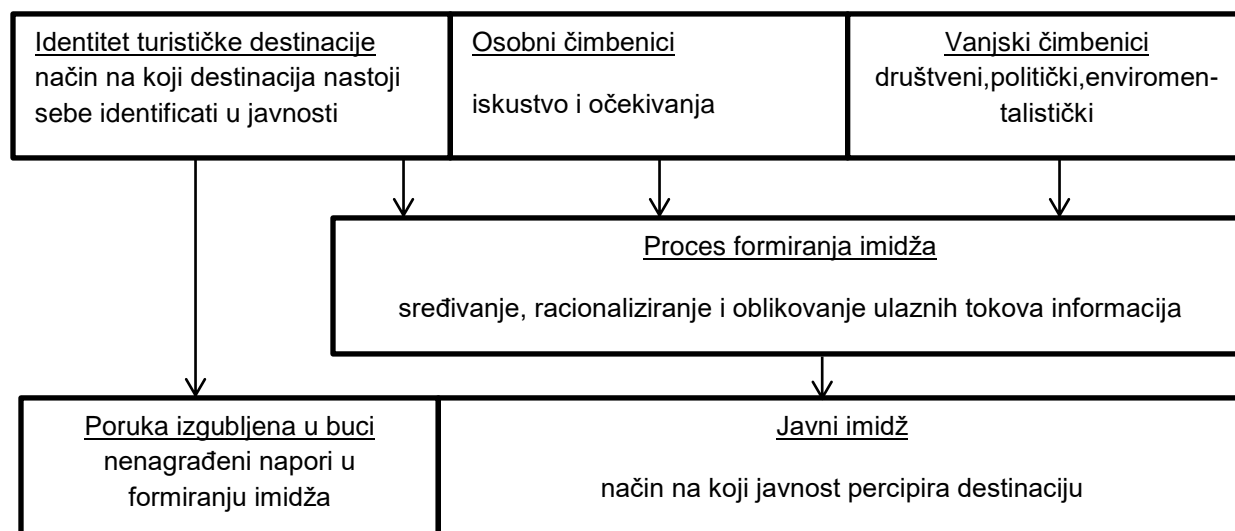 Identitet turističke destinacije
način na koji destinacija nastoji
sebe identificati u javnosti
Osobni čimbenici
iskustvo i očekivanja
Vanjski čimbenici
društveni,politički,enviromen-
talistički
Proces formiranja imidža
sređivanje, racionaliziranje i oblikovanje ulaznih tokova informacija
Poruka izgubljena u buci
nenagrađeni napori u
formiranju imidža
Javni imidž
način na koji javnost percipira destinaciju